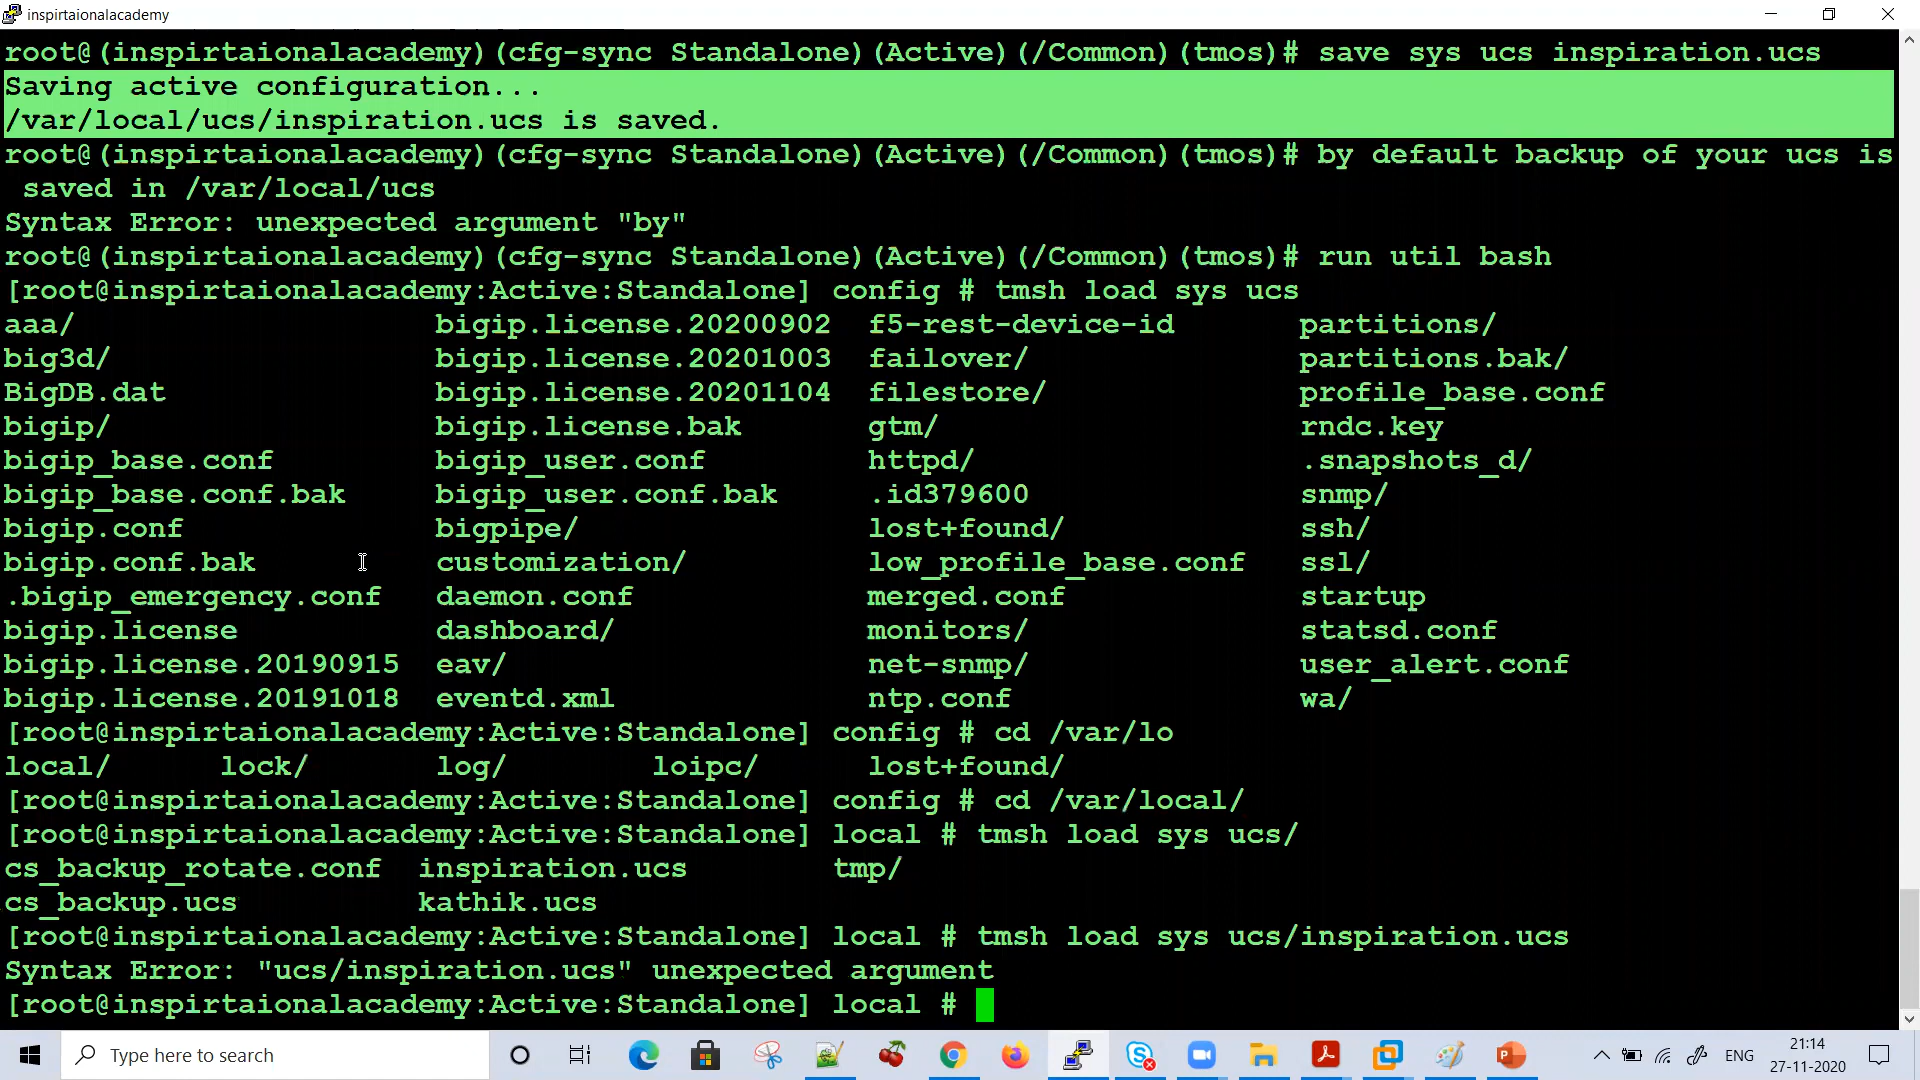 inspirtaionalacademy
root@(inspirtaionalacademy)(cfg-sync Standalone)(Active)(/Common)(tmos)# save sys ucs inspiration.ucs
Saving active configuration...
/var/local/ucs/inspiration.ucs is saved.
root@(inspirtaionalacademy)(cfg-sync Standalone)(Active)(/Common)(tmos)# by default backup of your ucs is
 saved in /var/local/ucs
Syntax Error: unexpected argument "by"
root@(inspirtaionalacademy)(cfg-sync Standalone)(Active)(/Common)(tmos)# run util bash
[root@inspirtaionalacademy:Active:Standalone] config # tmsh load sys ucs
aaa/ bigip.license.20200902 f5-rest-device-id partitions/
big3d/ bigip.license.20201003 failover/ partitions.bak/
BigDB.dat bigip.license.20201104 filestore/ profile_base.conf
bigip/ bigip.license.bak gtm/ rndc.key
bigip_base.conf bigip_user.conf httpd/ .snapshots_d/
bigip_base.conf.bak bigip_user.conf.bak .id379600 snmp/
bigip.conf bigpipe/ lost+found/ ssh/
bigip.conf.bak customization/ low_profile_base.conf ssl/
.bigip_emergency.conf daemon.conf merged.conf startup
bigip.license dashboard/ monitors/ statsd.conf
bigip.license.20190915 eav/ net-snmp/ user_alert.conf
bigip.license.20191018 eventd.xml ntp.conf wa/
[root@inspirtaionalacademy:Active:Standalone] config # cd /var/lo
local/ lock/ log/ loipc/ lost+found/
[root@inspirtaionalacademy:Active:Standalone] config # cd /var/local/
[root@inspirtaionalacademy:Active:Standalone] local # tmsh load sys ucs/
cs_backup_rotate.conf inspiration.ucs tmp/
cs_backup.ucs kathik.ucs
[root@inspirtaionalacademy:Active:Standalone] local # tmsh load sys ucs/inspiration.ucs
Syntax Error: "ucs/inspiration.ucs" unexpected argument
[root@inspirtaionalacademy:Active:Standalone] local #
Type here to search
ENG
21:14
27-11-2020